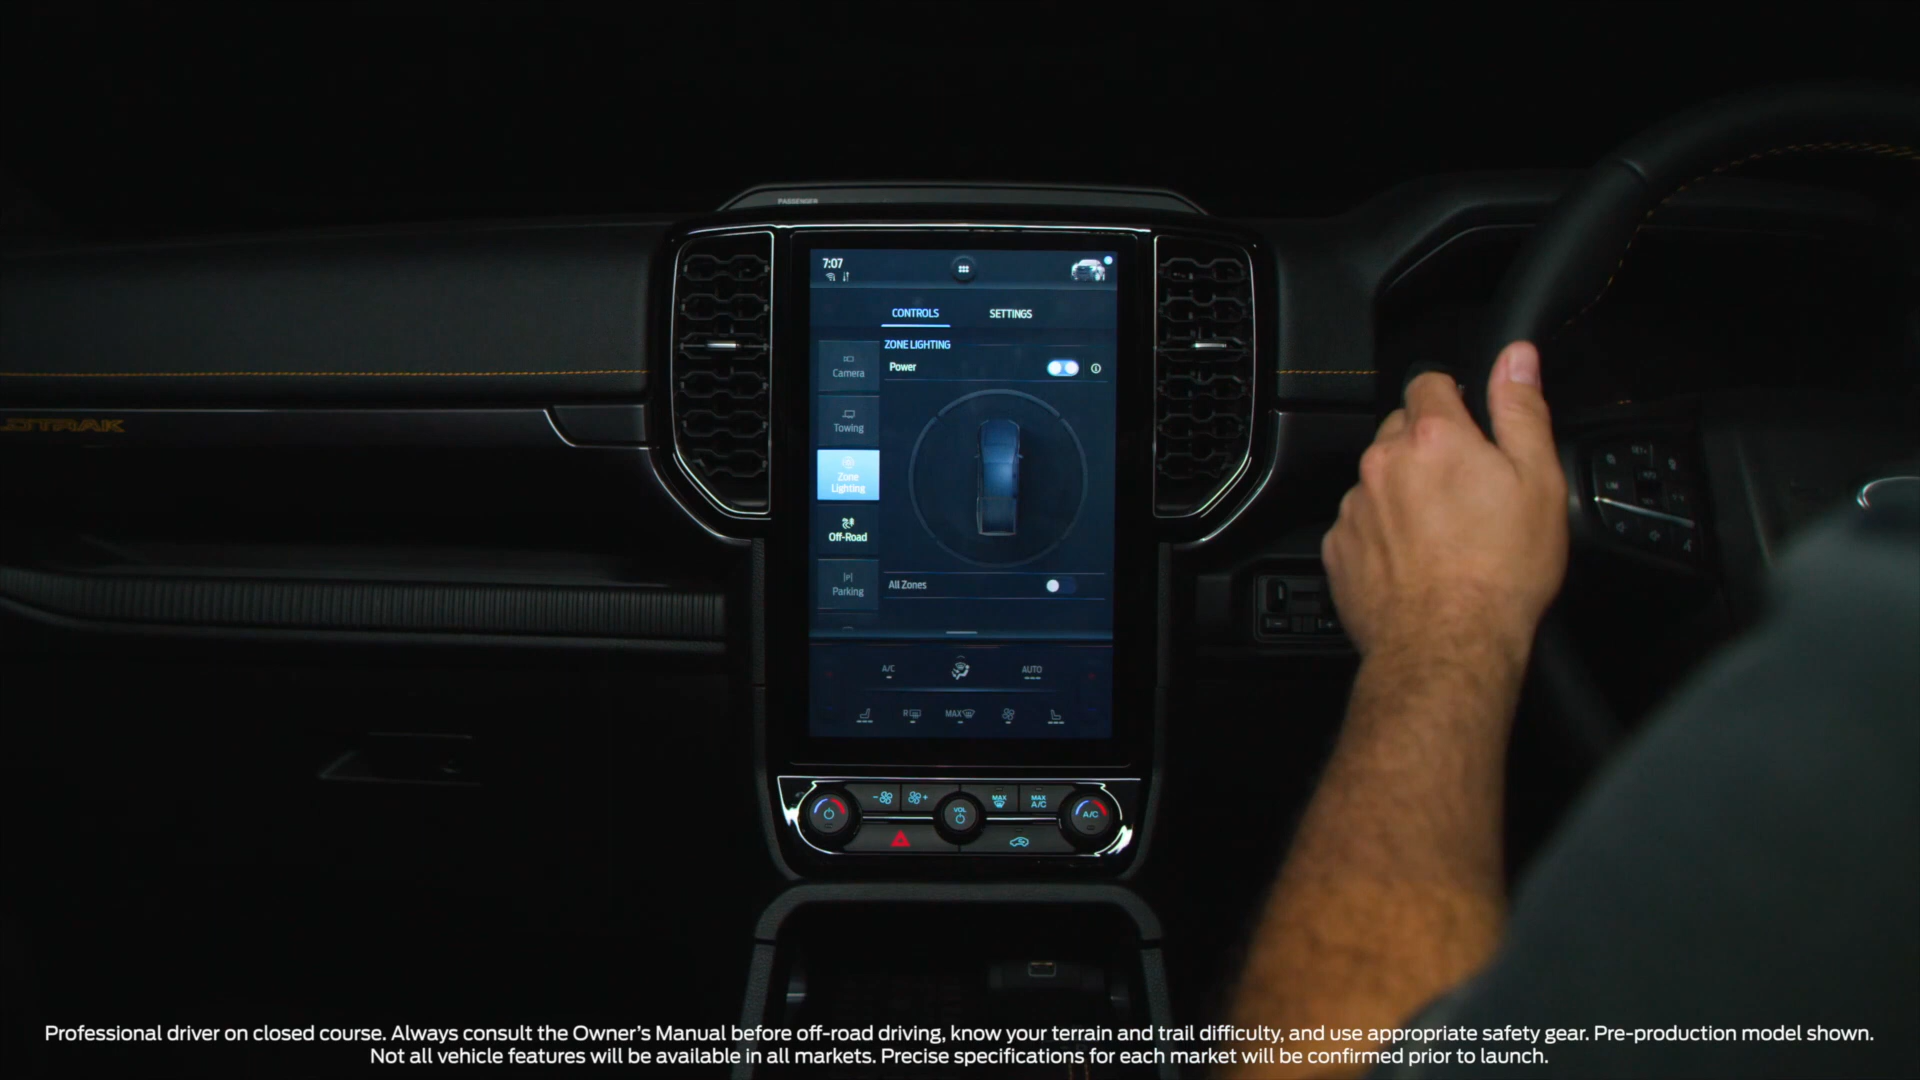 PASSENGER
7:07
CONTROLS
SETTINGS
ZONE LIGHTING
Power
Camera
Towing
Zone
Lighting
Off-Road
Parking
All Zones
A/C
AUTO
R
MAX
MAX
MAX
A/C
VOL
A/C
Professional driver on closed course. Always consult the Owner's Manual before off-road driving, know your terrain and trail difficulty, and use appropriate safety gear. Pre-production model shown.
Not all vehicle features will be available in all markets. Precise specifications for each market will be confirmed prior to launch.